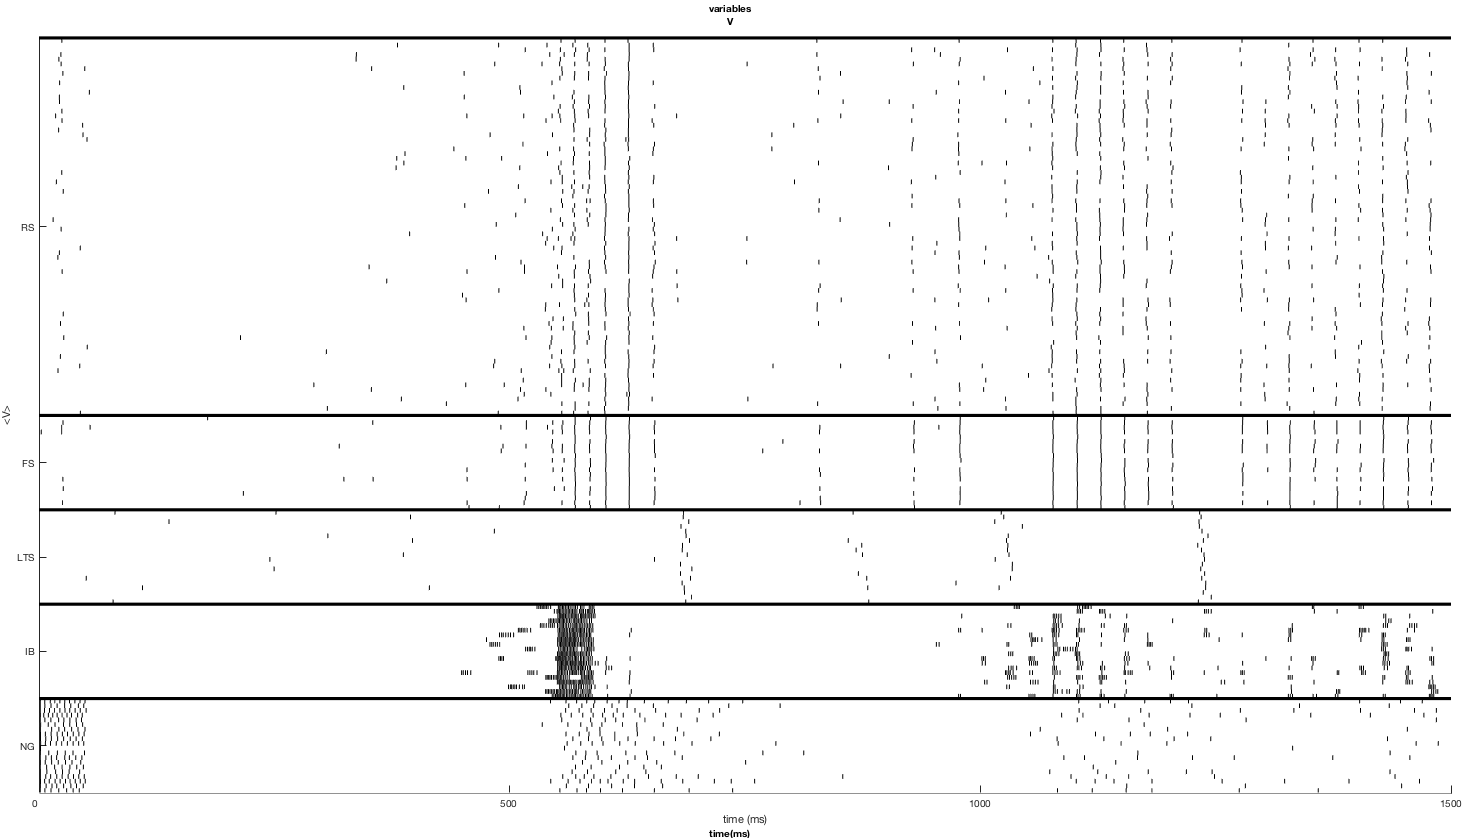 variables
V
RS
FS
LTS
IB
NG
<V>
0 500 1000 1500
time (ms)
time(ms)